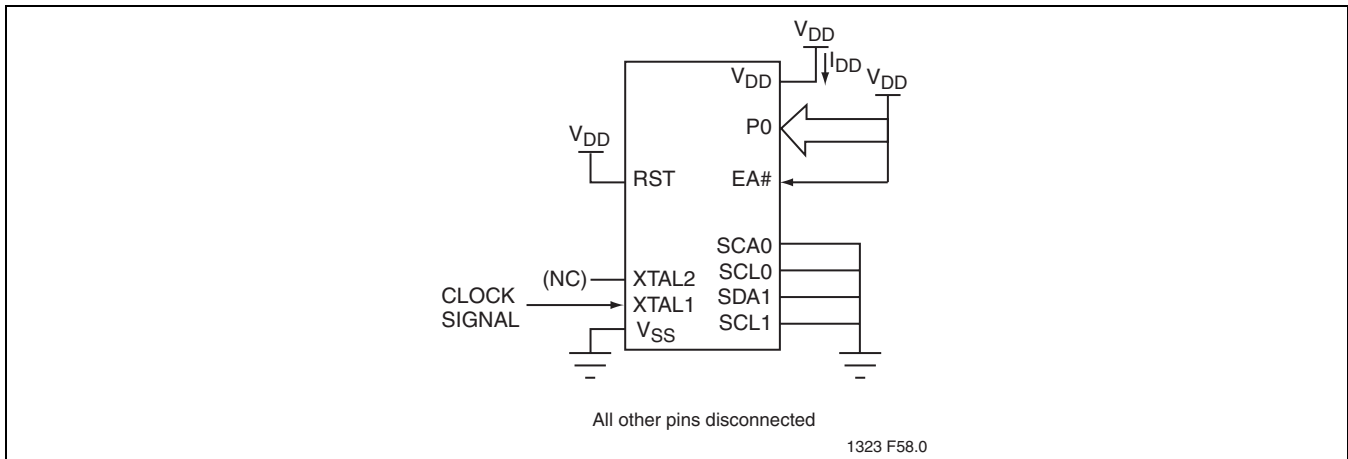 VDD
IDD
VDD
VDD
P0
VDD
RST
EA#
SCA0
(NC)
XTAL2
SCL0
CLOCK
SIGNAL
XTAL1
SDA1
VSS
SCL1
All other pins disconnected
1323 F58.0